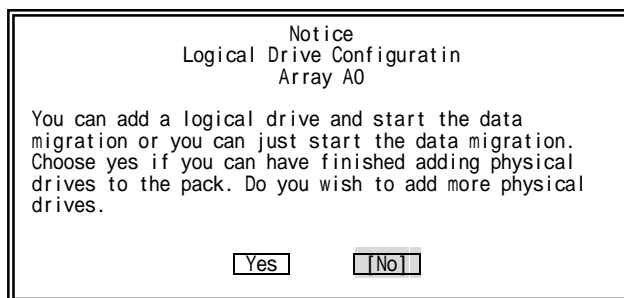 Notice
Logical Drive Configuratin
Array A0
You can add a logical drive and start the data
migration or you can just start the data migration.
Choose yes if you can have finished adding physical
drives to the pack. Do you wish to add more physical
drives.
Yes [No]